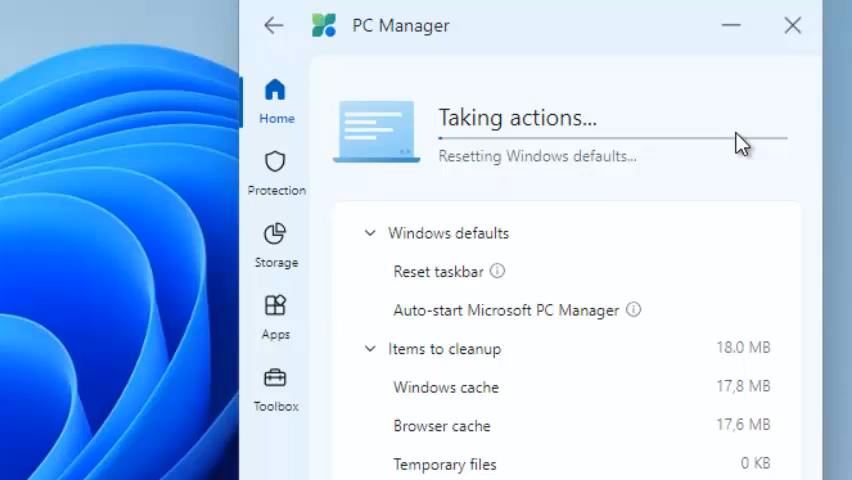 PC Manager
Home
Protection
Storage
Apps
Toolbox
Taking actions...
Resetting Windows defaults...
Windows defaults
Reset taskbar
Auto-start Microsoft PC Manager
Items to cleanup 18.0 MB
Windows cache 17,8 MB
Browser cache 17,6 MB
Temporary files 0 KB